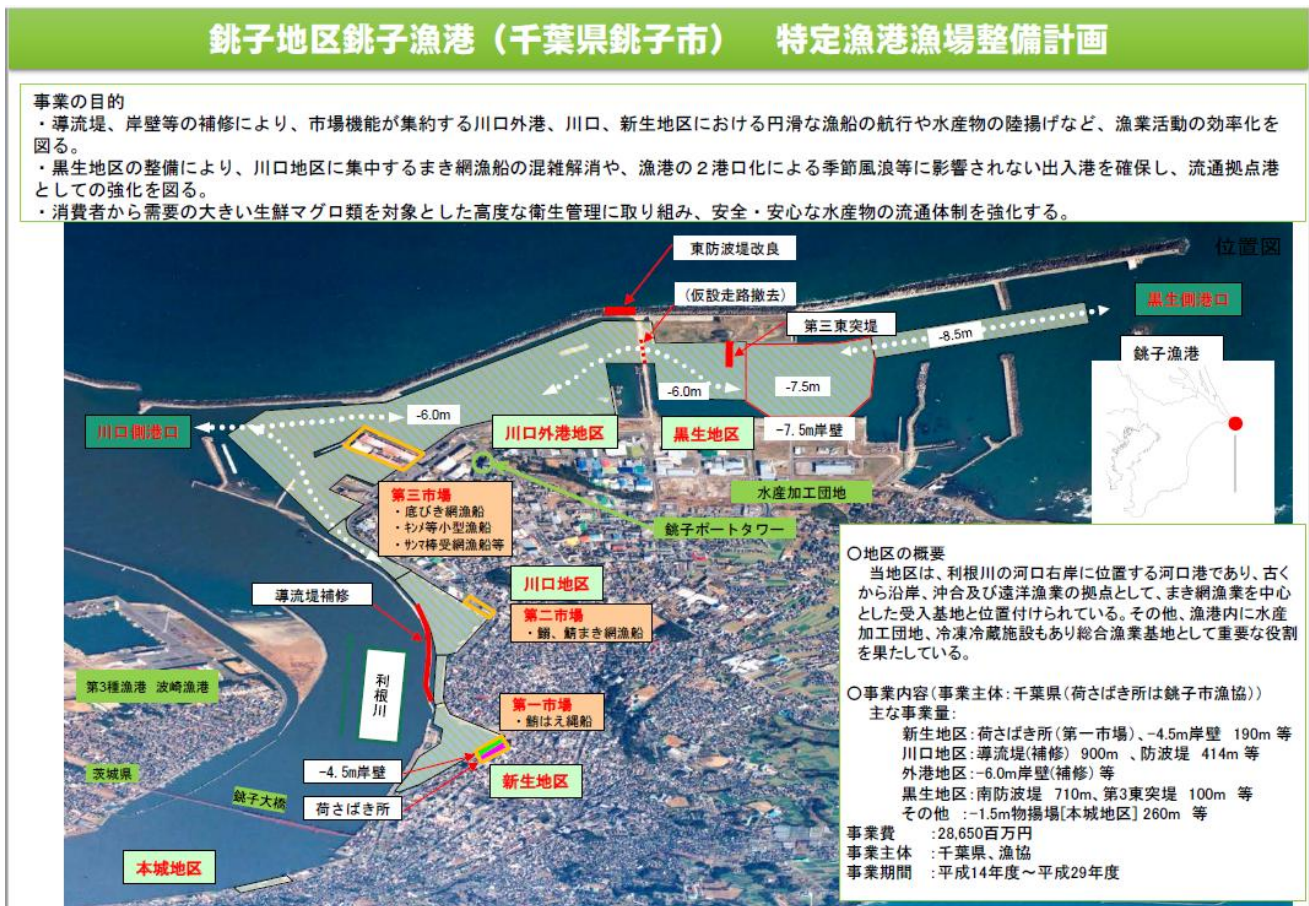 銚子地区銚子漁港（千葉県銚子市）　特定漁港漁場整備計画
事業の目的
・導流堤、岸壁等の補修により、市場機能が集約する川口外港、川口、新生地区における円滑な漁船の航行や水産物の陸揚げなど、漁業活動の効率化を
図る。
・黒生地区の整備により、川口地区に集中するまき網漁船の混雑解消や、漁港の２港口化による季節風浪等に影響されない出入港を確保し、流通拠点港
としての強化を図る。
・消費者から需要の大きい生鮮マグロ類を対象とした高度な衛生管理に取り組み、安全・安心な水産物の流通体制を強化する。
位置図
東防波堤改良
(仮設走路撤去)
第三東突堤
黒生側港口
-8.5m
銚子漁港
-6.0m
-7.5m
川口側港口
-6.0m
川口外港地区
黒生地区
-7.5m岸壁
水産加工団地
第三市場
・底びき網漁船
・ｷﾝﾒ等小型漁船
・ｻﾝﾏ棒受網漁船等
銚子ポートタワー
川口地区
第二市場
・鰯、鯖まき網漁船
導流堤補修
利根川
第3種漁港 波崎漁港
第一市場
・鮪はえ縄船
-4.5m岸壁
新生地区
荷さばき所
茨城県
銚子大橋
本城地区
○地区の概要
当地区は、利根川の河口右岸に位置する河口港であり、古く
から沿岸、沖合及び遠洋漁業の拠点として、まき網漁業を中心
とした受入基地と位置付けられている。その他、漁港内に水産
加工団地、冷凍冷蔵施設もあり総合漁業基地として重要な役割
を果たしている。
○事業内容（事業主体：千葉県（荷さばき所は銚子市漁協））
主な事業量：
新生地区：荷さばき所（第一市場）、-4.5m岸壁 190m 等
川口地区：導流堤(補修) 900m 、防波堤 414m 等
外港地区：-6.0m岸壁(補修) 等
黒生地区：南防波堤 710m、第3東突堤 100m 等
その他 ：-1.5m物揚場[本城地区] 260m 等
事業費 ：28,650百万円
事業主体 ：千葉県、漁協
事業期間 ：平成14年度～平成29年度